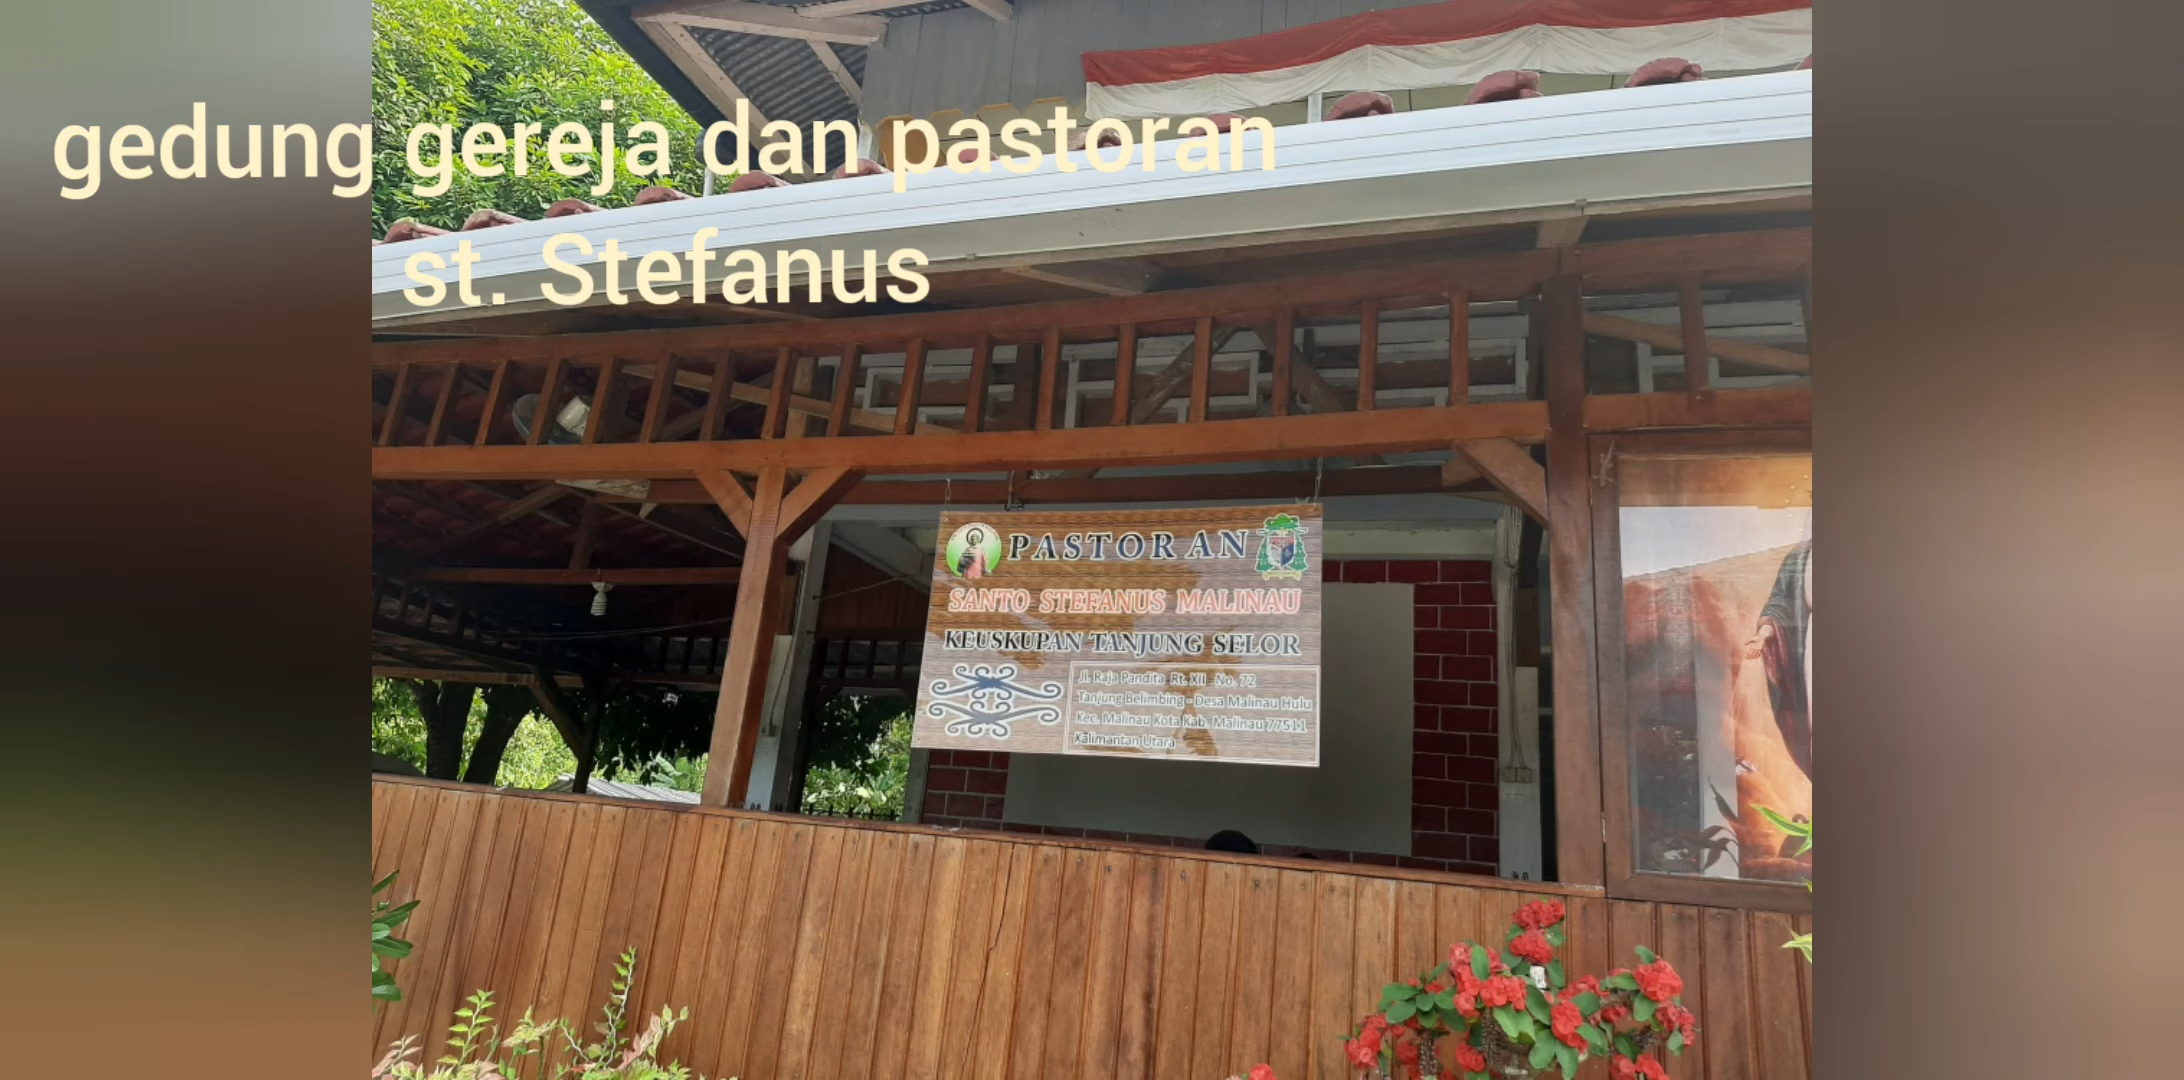 gedung gereja dan pastoran
st. Stefanus
PASTORAN
SANTO STEFANUS MALINAU
KEUSKUPAN TANJUNG SELOR
Jl. Raja Pandita Rt. XII - No. 72
Tanjung Belimbing - Desa Malinau Hulu
Kec. Malinau Kota Kab. Malinau 77511
Kalimantan Utara